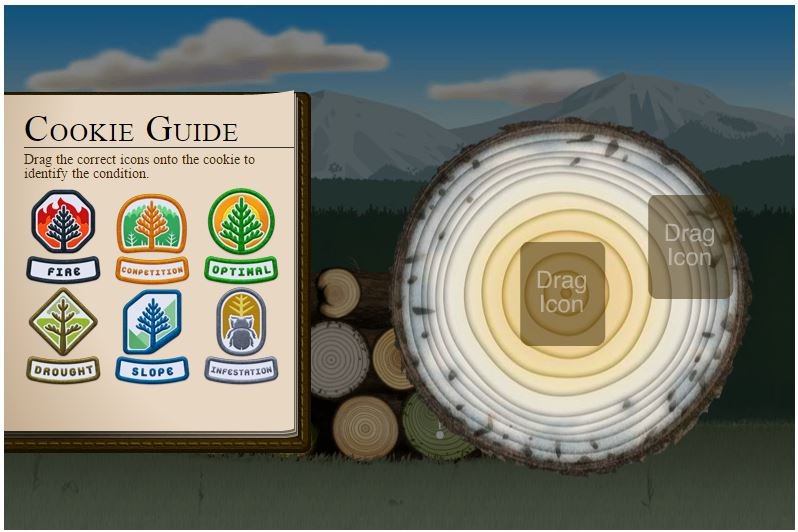 Cookie Guide
Drag the correct icons onto the cookie to
identify the condition.
FIRE
COMPETITION
OPTIMAL
DROUGHT
SLOPE
INFESTATION
Drag
Icon
Drag
Icon